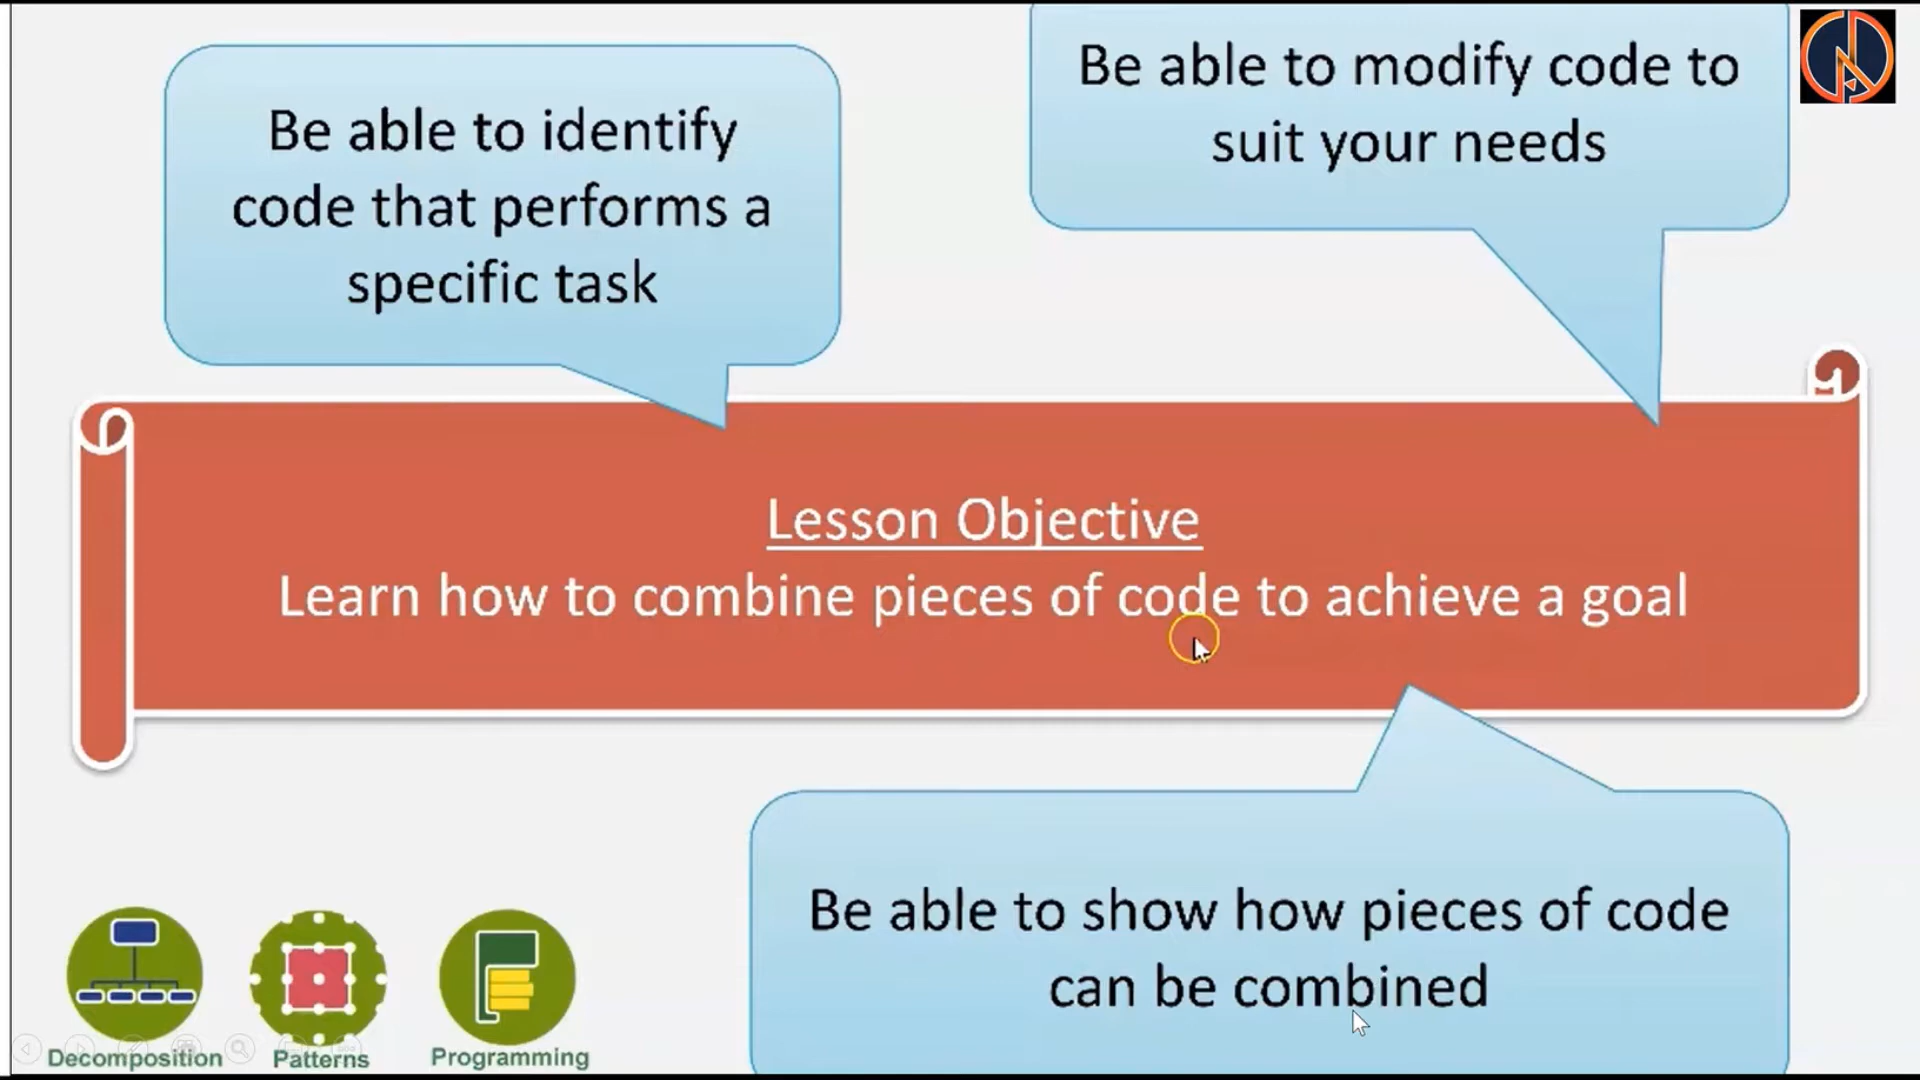 Be able to identify
code that performs a
specific task
Be able to modify code to
suit your needs
Lesson Objective
Learn how to combine pieces of code to achieve a goal
Be able to show how pieces of code
can be combined
Decomposition
Patterns
Programming